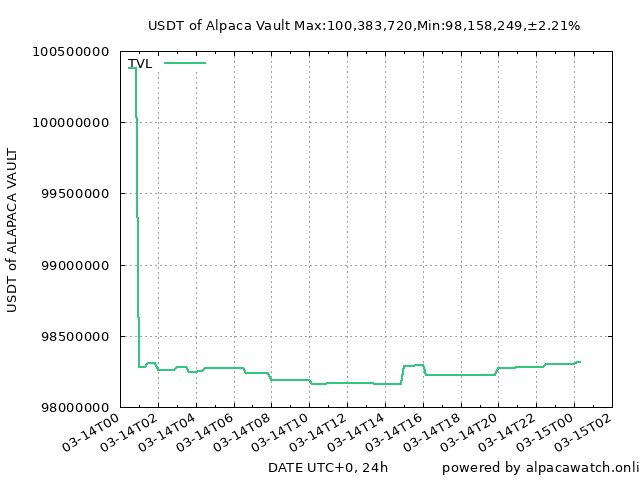 USDT of Alpaca Vault Max:100,383,720,Min:98,158,249,±2.21%
TVL
USDT of ALAPACA VAULT
100500000
100000000
99500000
99000000
98500000
98000000
03-14T00
03-14T02
03-14T04
03-14T06
03-14T08
03-14T10
03-14T12
03-14T14
03-14T16
03-14T18
03-14T20
03-14T22
03-15T00
03-15T02
DATE UTC+0, 24h
powered by alpacawatch.onli